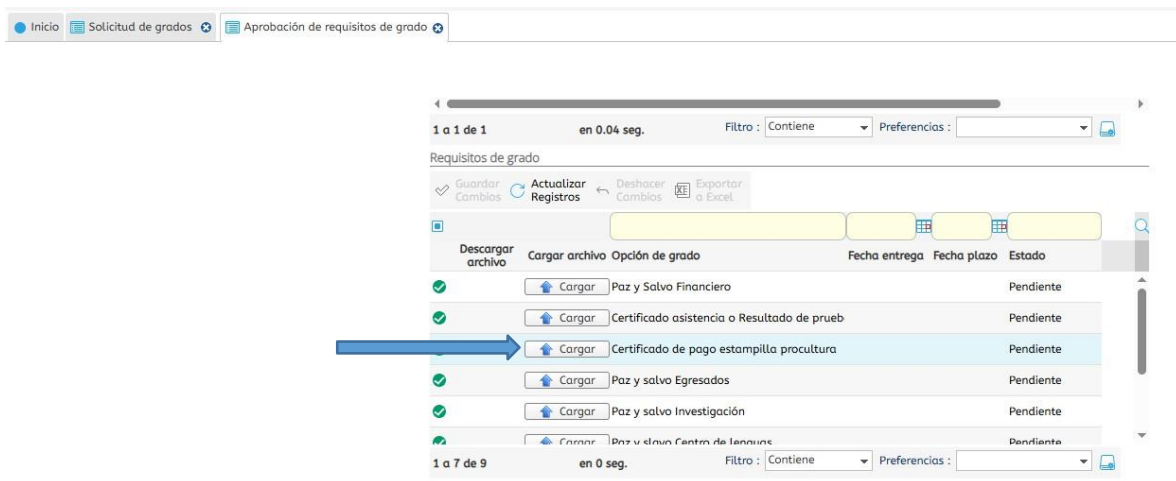 Inicio Solicitud de grados Aprobación de requisitos de grado
1 a 1 de 1 en 0.04 seg. Filtro : Contiene Preferencias :
Requisitos de grado
Guardar Cambios Actualizar Registros Deshacer Cambios Exportar a Excel
Descargar archivo Cargar archivo Opción de grado Fecha entrega Fecha plazo Estado
Cargar Paz y Salvo Financiero Pendiente
Cargar Certificado asistencia o Resultado de prueb Pendiente
Cargar Certificado de pago estampilla procultura Pendiente
Cargar Paz y salvo Egresados Pendiente
Cargar Paz y salvo Investigación Pendiente
Cargar Paz y slavo Centro de lenguas Pendiente
1 a 7 de 9 en 0 seg. Filtro : Contiene Preferencias :